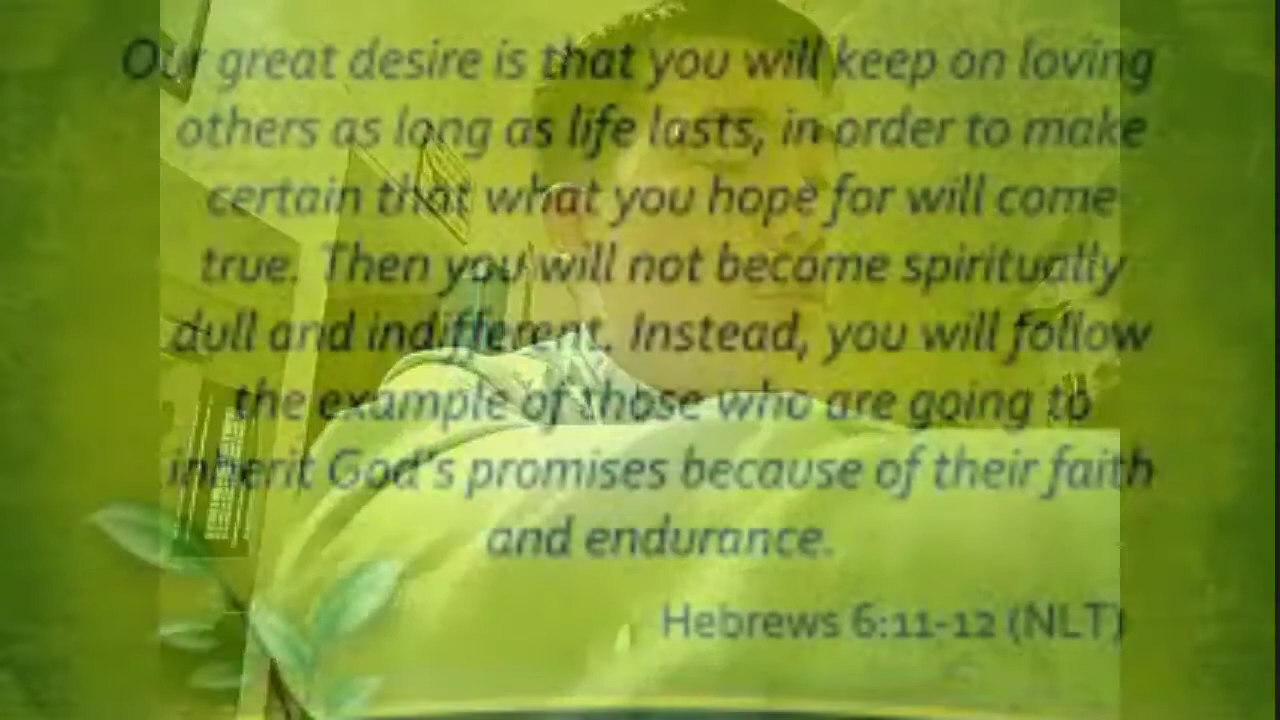 Our great desire is that you will keep on loving
others as long as life lasts, in order to make
certain that what you hope for will come
true. Then you will not become spiritually
dull and indifferent. Instead, you will follow
the example of those who are going to
inherit God's promises because of their faith
and endurance.
Hebrews 6:11-12 (NLT)